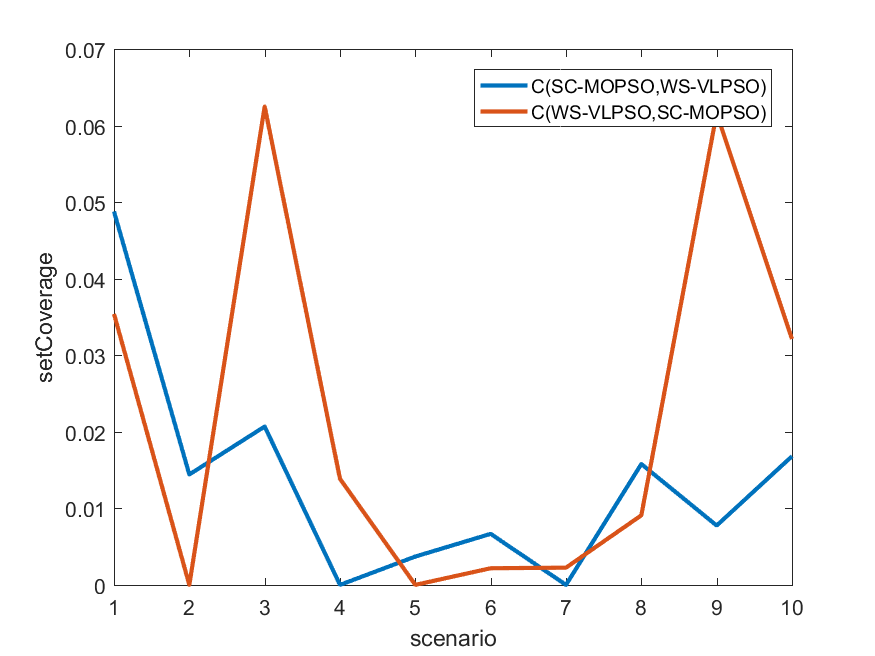 0.07
0.06
0.05
0.04
0.03
0.02
0.01
0
setCoverage
C(SC-MOPSO,WS-VLPSO)
C(WS-VLPSO,SC-MOPSO)
1 2 3 4 5 6 7 8 9 10
scenario